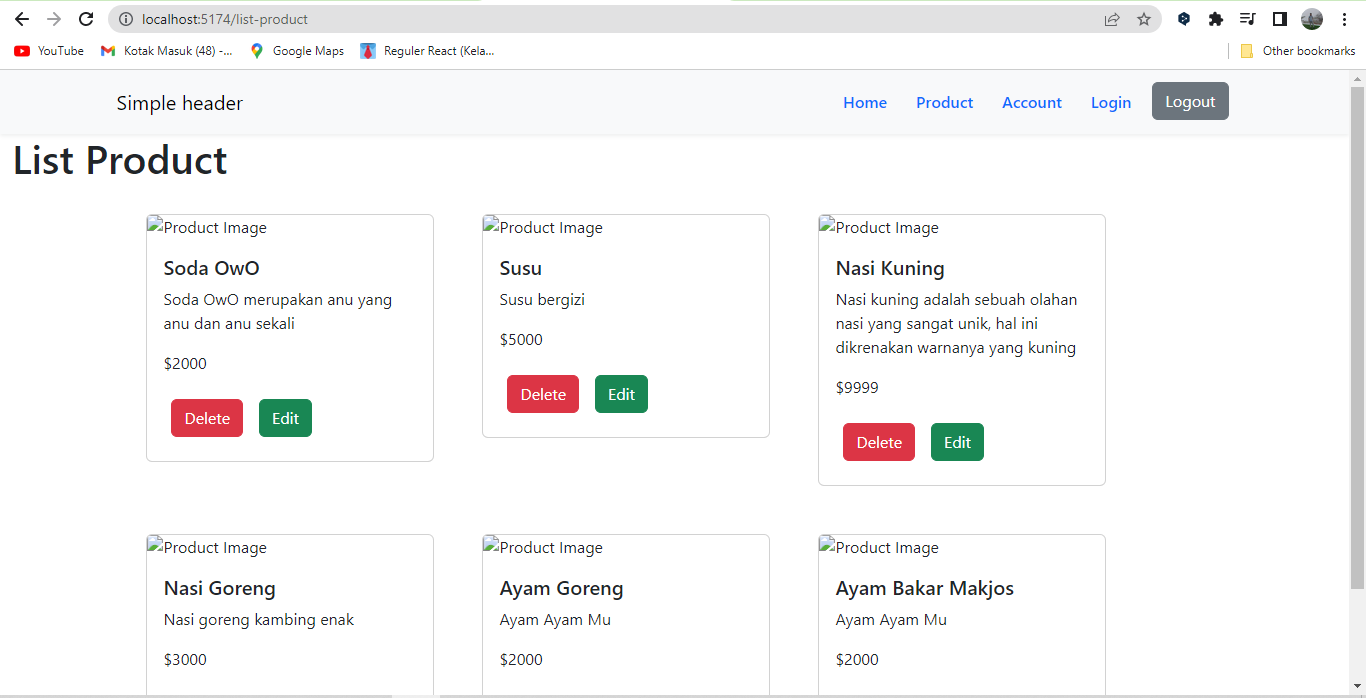 localhost:5174/list-product
YouTube
Kotak Masuk (48) -...
Google Maps
Reguler React (Kela...
Other bookmarks
Simple header
Home
Product
Account
Login
Logout
List Product
Product Image
Soda OwO
Soda OwO merupakan anu yang
anu dan anu sekali
$2000
Delete
Edit
Product Image
Susu
Susu bergizi
$5000
Delete
Edit
Product Image
Nasi Kuning
Nasi kuning adalah sebuah olahan
nasi yang sangat unik, hal ini
dikrenakan warnanya yang kuning
$9999
Delete
Edit
Product Image
Nasi Goreng
Nasi goreng kambing enak
$3000
Product Image
Ayam Goreng
Ayam Ayam Mu
$2000
Product Image
Ayam Bakar Makjos
Ayam Ayam Mu
$2000